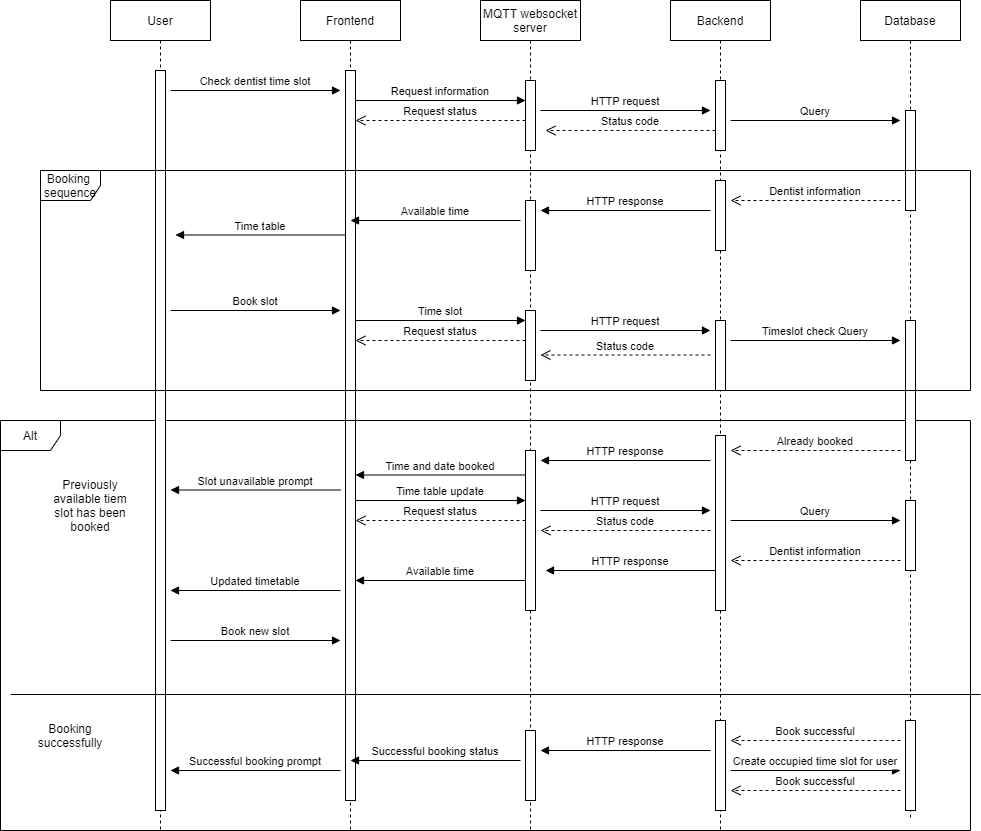 User
Frontend
MQTT websocket
server
Backend
Database
Check dentist time slot
Request information
Request status
HTTP request
Status code
Query
Booking
sequence
Dentist information
HTTP response
Available time
Time table
Book slot
Time slot
Request status
HTTP request
Status code
Timeslot check Query
Alt
Already booked
HTTP response
Time and date booked
Slot unavailable prompt
Previously
available tiem
slot has been
booked
Time table update
Request status
HTTP request
Status code
Query
Dentist information
HTTP response
Available time
Updated timetable
Book new slot
Booking
successfully
Book successful
HTTP response
Successful booking status
Successful booking prompt
Create occupied time slot for user
Book successful